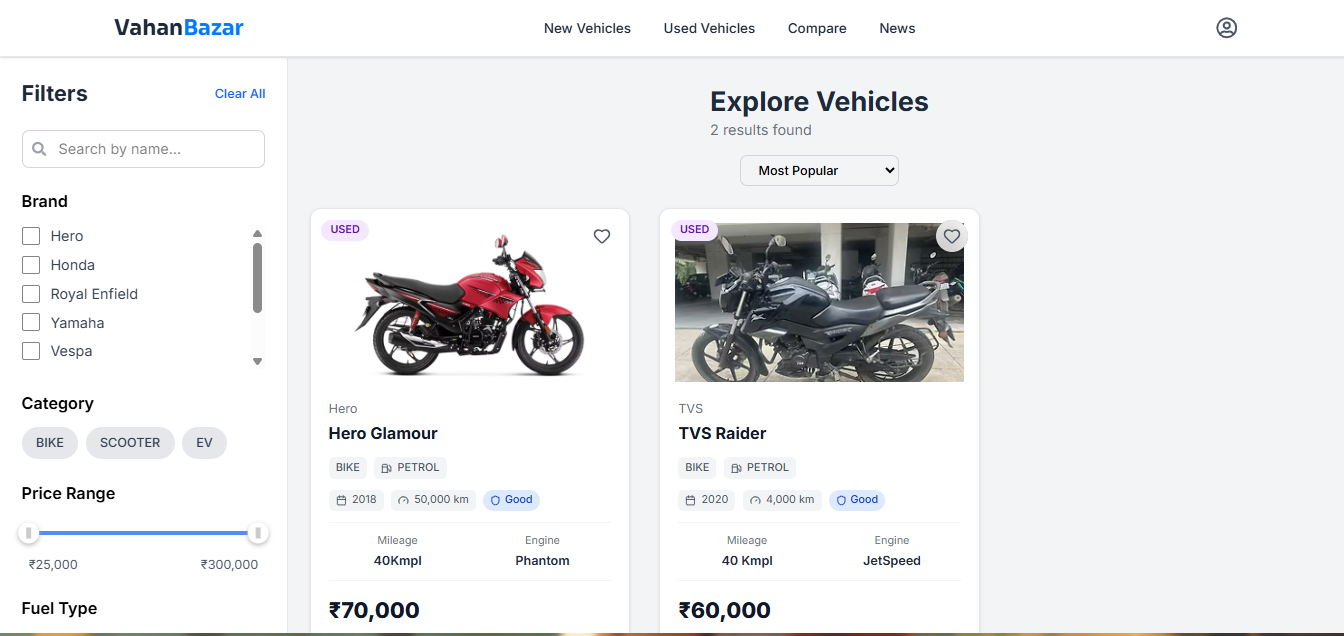 VahanBazar
New Vehicles Used Vehicles Compare News
Filters
Clear All
Search by name...
Brand
Hero
Honda
Royal Enfield
Yamaha
Vespa
Category
BIKE SCOOTER EV
Price Range
₹25,000 ₹300,000
Fuel Type
Explore Vehicles
2 results found
Most Popular
USED
Hero
Hero Glamour
BIKE PETROL
2018 50,000 km Good
Mileage Engine
40Kmpl Phantom
₹70,000
USED
TVS
TVS Raider
BIKE PETROL
2020 4,000 km Good
Mileage Engine
40 Kmpl JetSpeed
₹60,000